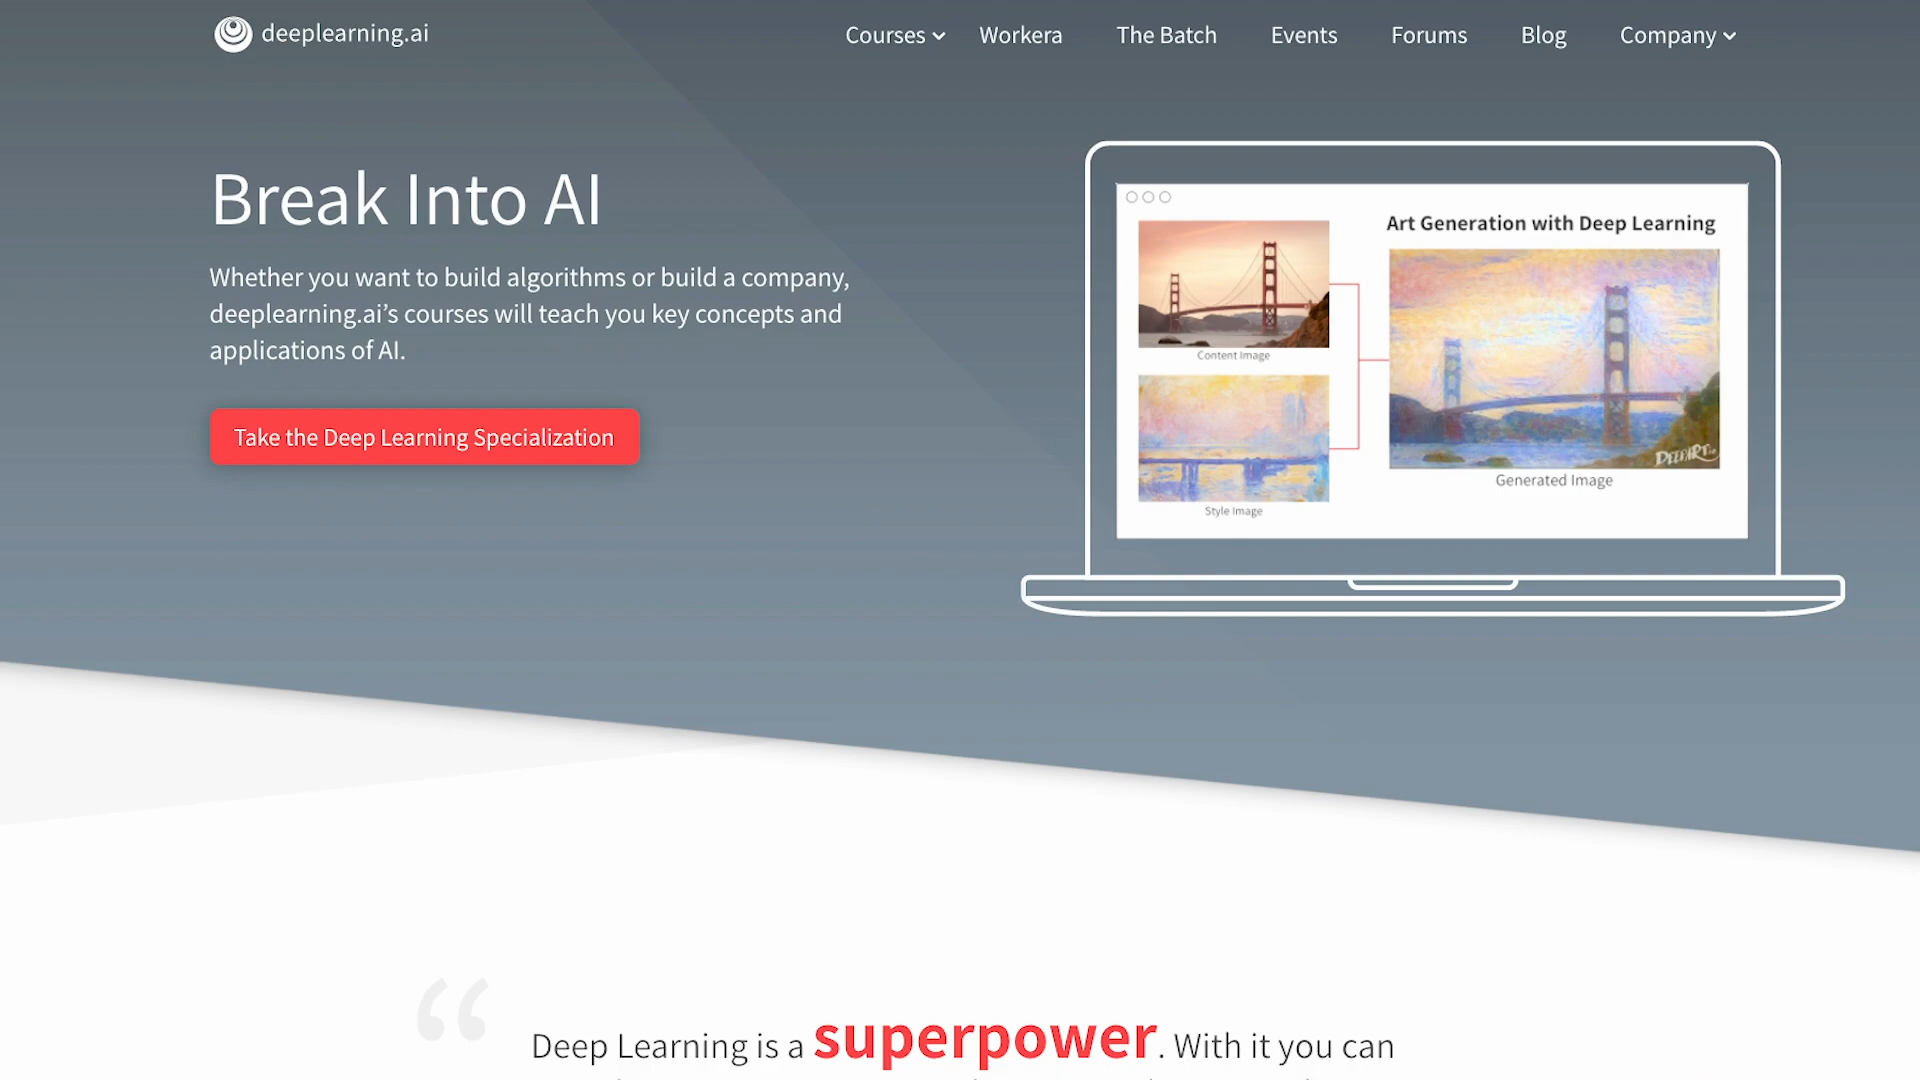 deeplearning.ai
Courses
Workera
The Batch
Events
Forums
Blog
Company
Break Into AI
Whether you want to build algorithms or build a company,
deeplearning.ai’s courses will teach you key concepts and
applications of AI.
Take the Deep Learning Specialization
Art Generation with Deep Learning
Content Image
Style Image
DEEPART.io
Generated Image
“
Deep Learning is a superpower. With it you can